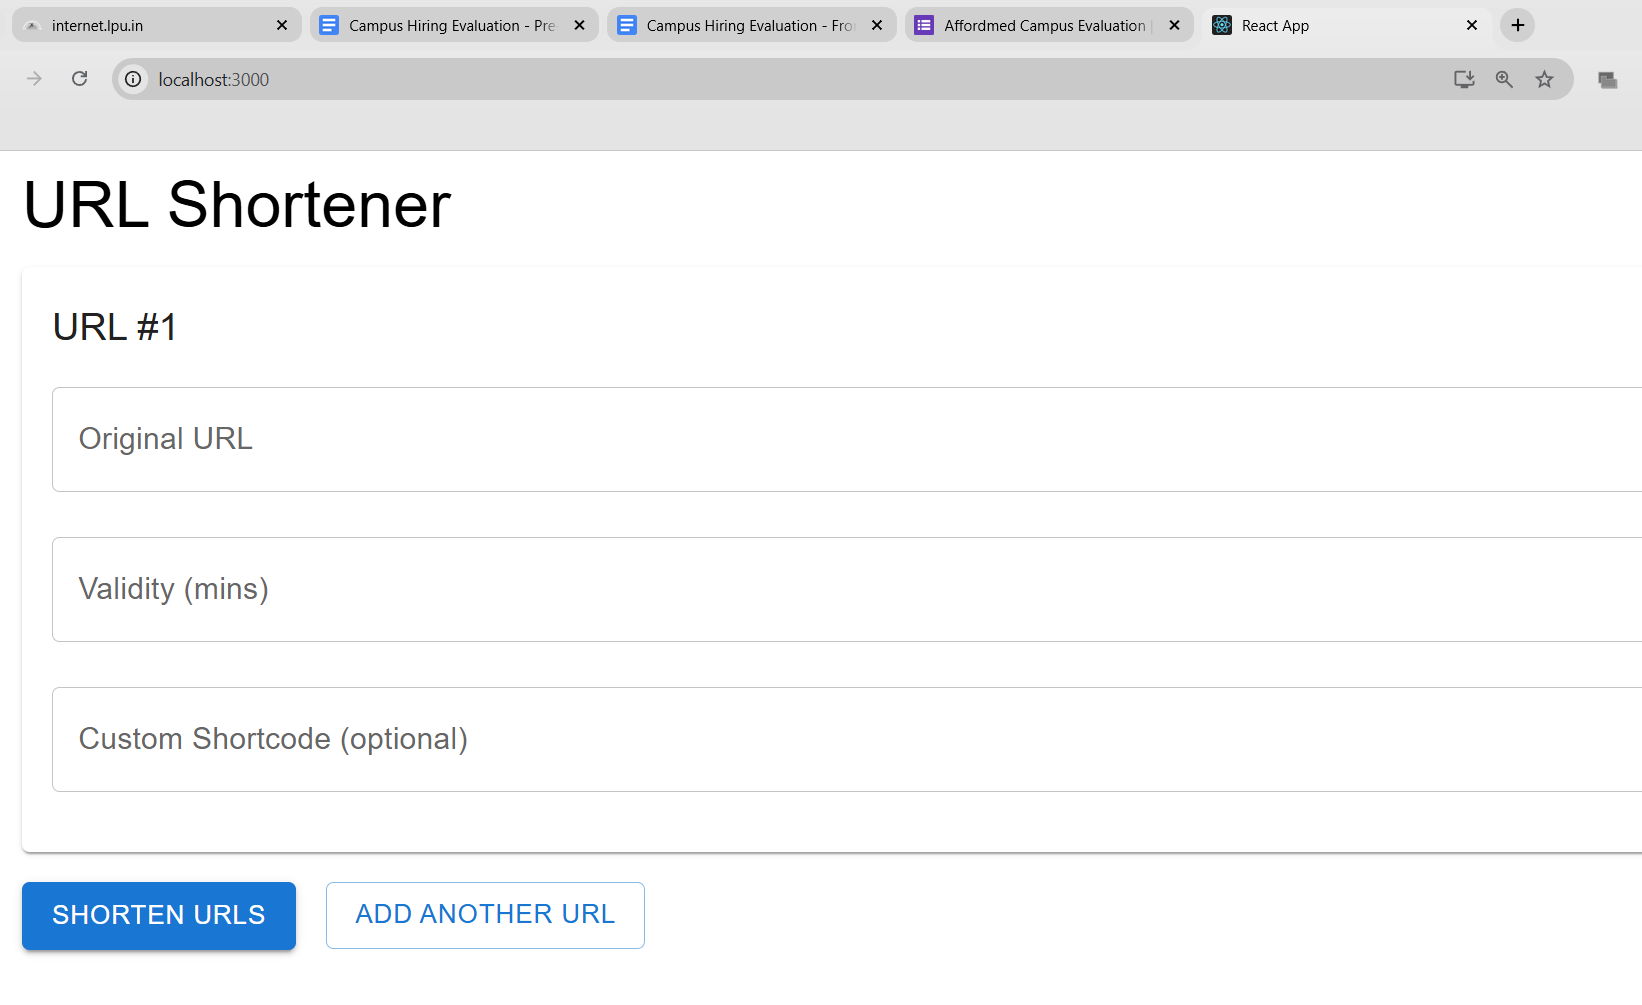 internet.lpu.in
Campus Hiring Evaluation - Pre
Campus Hiring Evaluation - Fro
Affordmed Campus Evaluation |
React App
localhost:3000
URL Shortener
URL #1
Original URL
Validity (mins)
Custom Shortcode (optional)
SHORTEN URLS
ADD ANOTHER URL